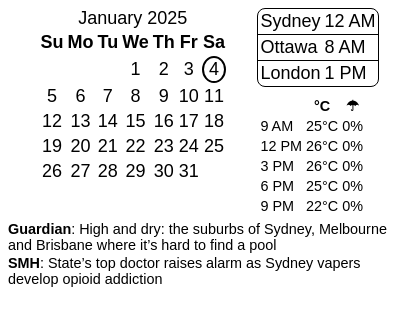 January 2025
Su Mo Tu We Th Fr Sa
1 2 3 4
5 6 7 8 9 10 11
12 13 14 15 16 17 18
19 20 21 22 23 24 25
26 27 28 29 30 31
Sydney 12 AM
Ottawa 8 AM
London 1 PM
°C ☂
9 AM 25°C 0%
12 PM 26°C 0%
3 PM 26°C 0%
6 PM 25°C 0%
9 PM 22°C 0%
Guardian: High and dry: the suburbs of Sydney, Melbourne
and Brisbane where it’s hard to find a pool
SMH: State’s top doctor raises alarm as Sydney vapers
develop opioid addiction